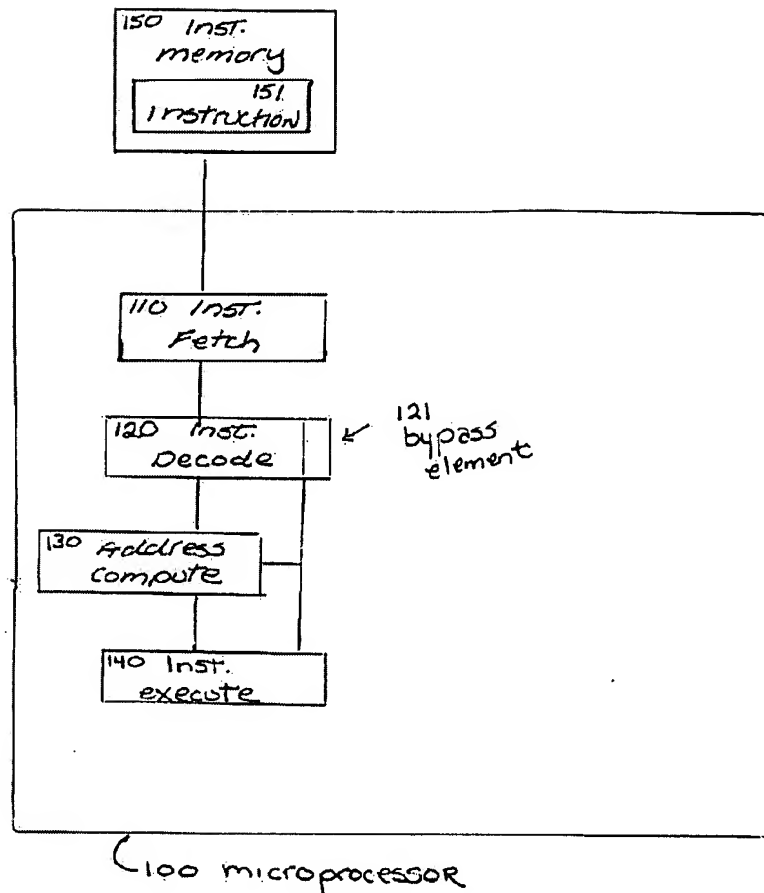 150 Inst.
memory
151
Instruction
110 Inst.
Fetch
120 Inst.
Decode
121
bypass
element
130 Address
compute
140 Inst.
execute
100 microprocessor